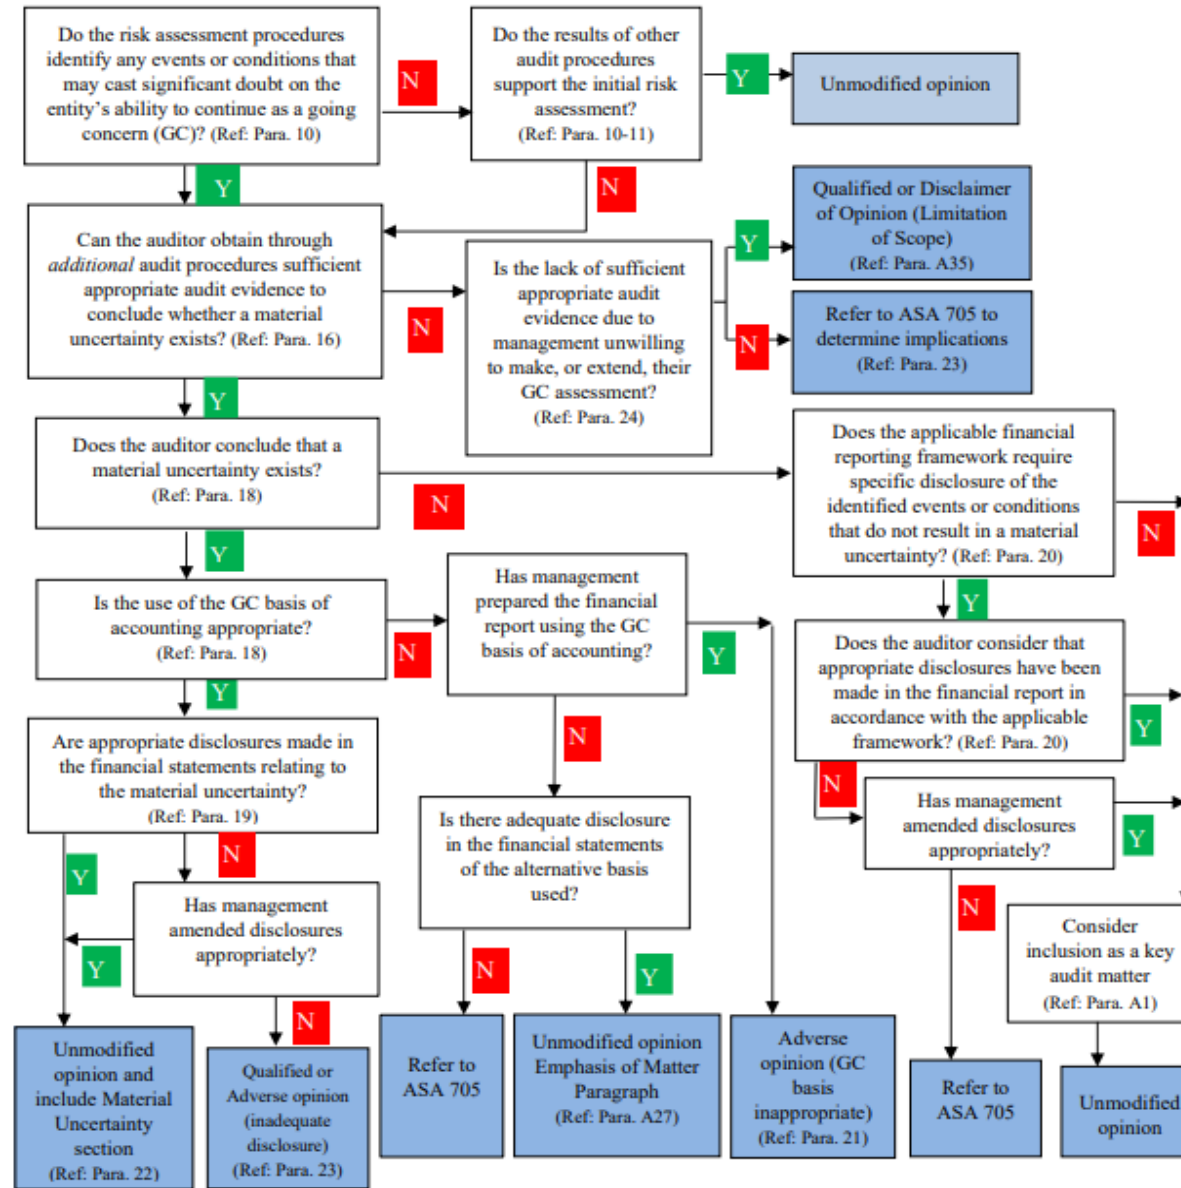 Do the risk assessment procedures
identify any events or conditions that
may cast significant doubt on the
entity's ability to continue as a going
concern (GC)? (Ref: Para. 10)
N
Do the results of other
audit procedures
support the initial risk
assessment?
(Ref: Para. 10-11)
Y
Unmodified opinion
Y
N
Can the auditor obtain through
additional audit procedures sufficient
appropriate audit evidence to
conclude whether a material
uncertainty exists? (Ref: Para. 16)
N
Is the lack of sufficient
appropriate audit
evidence due to
management unwilling
to make, or extend, their
GC assessment?
(Ref: Para. 24)
Y
Qualified or Disclaimer
of Opinion (Limitation
of Scope)
(Ref: Para. A35)
N
Refer to ASA 705 to
determine implications
(Ref: Para. 23)
Y
Does the auditor conclude that a
material uncertainty exists?
(Ref: Para. 18)
N
Does the applicable financial
reporting framework require
specific disclosure of the
identified events or conditions
that do not result in a material
uncertainty? (Ref: Para. 20)
N
Y
Is the use of the GC basis of
accounting appropriate?
(Ref: Para. 18)
N
Has management
prepared the financial
report using the GC
basis of accounting?
Y
Y
Does the auditor consider that
appropriate disclosures have been
made in the financial report in
accordance with the applicable
framework? (Ref: Para. 20)
Y
Y
Are appropriate disclosures made in
the financial statements relating to
the material uncertainty?
(Ref: Para. 19)
N
N
Has management
amended disclosures
appropriately?
Y
Is there adequate disclosure
in the financial statements
of the alternative basis
used?
Y
N
Has management
amended disclosures
appropriately?
Y
N
N
Y
N
Consider
inclusion as a key
audit matter
(Ref: Para. A1)
Unmodified
opinion and
include Material
Uncertainty
section
(Ref: Para. 22)
Qualified or
Adverse opinion
(inadequate
disclosure)
(Ref: Para. 23)
Refer to
ASA 705
Unmodified opinion
Emphasis of Matter
Paragraph
(Ref: Para. A27)
Adverse
opinion (GC
basis
inappropriate)
(Ref: Para. 21)
Refer to
ASA 705
Unmodified
opinion